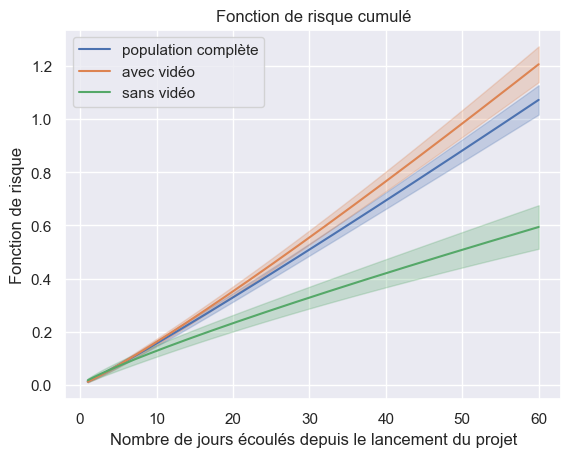 Fonction de risque cumulé
population complète
avec vidéo
sans vidéo
Fonction de risque
1.2
1.0
0.8
0.6
0.4
0.2
0.0
0 10 20 30 40 50 60
Nombre de jours écoulés depuis le lancement du projet